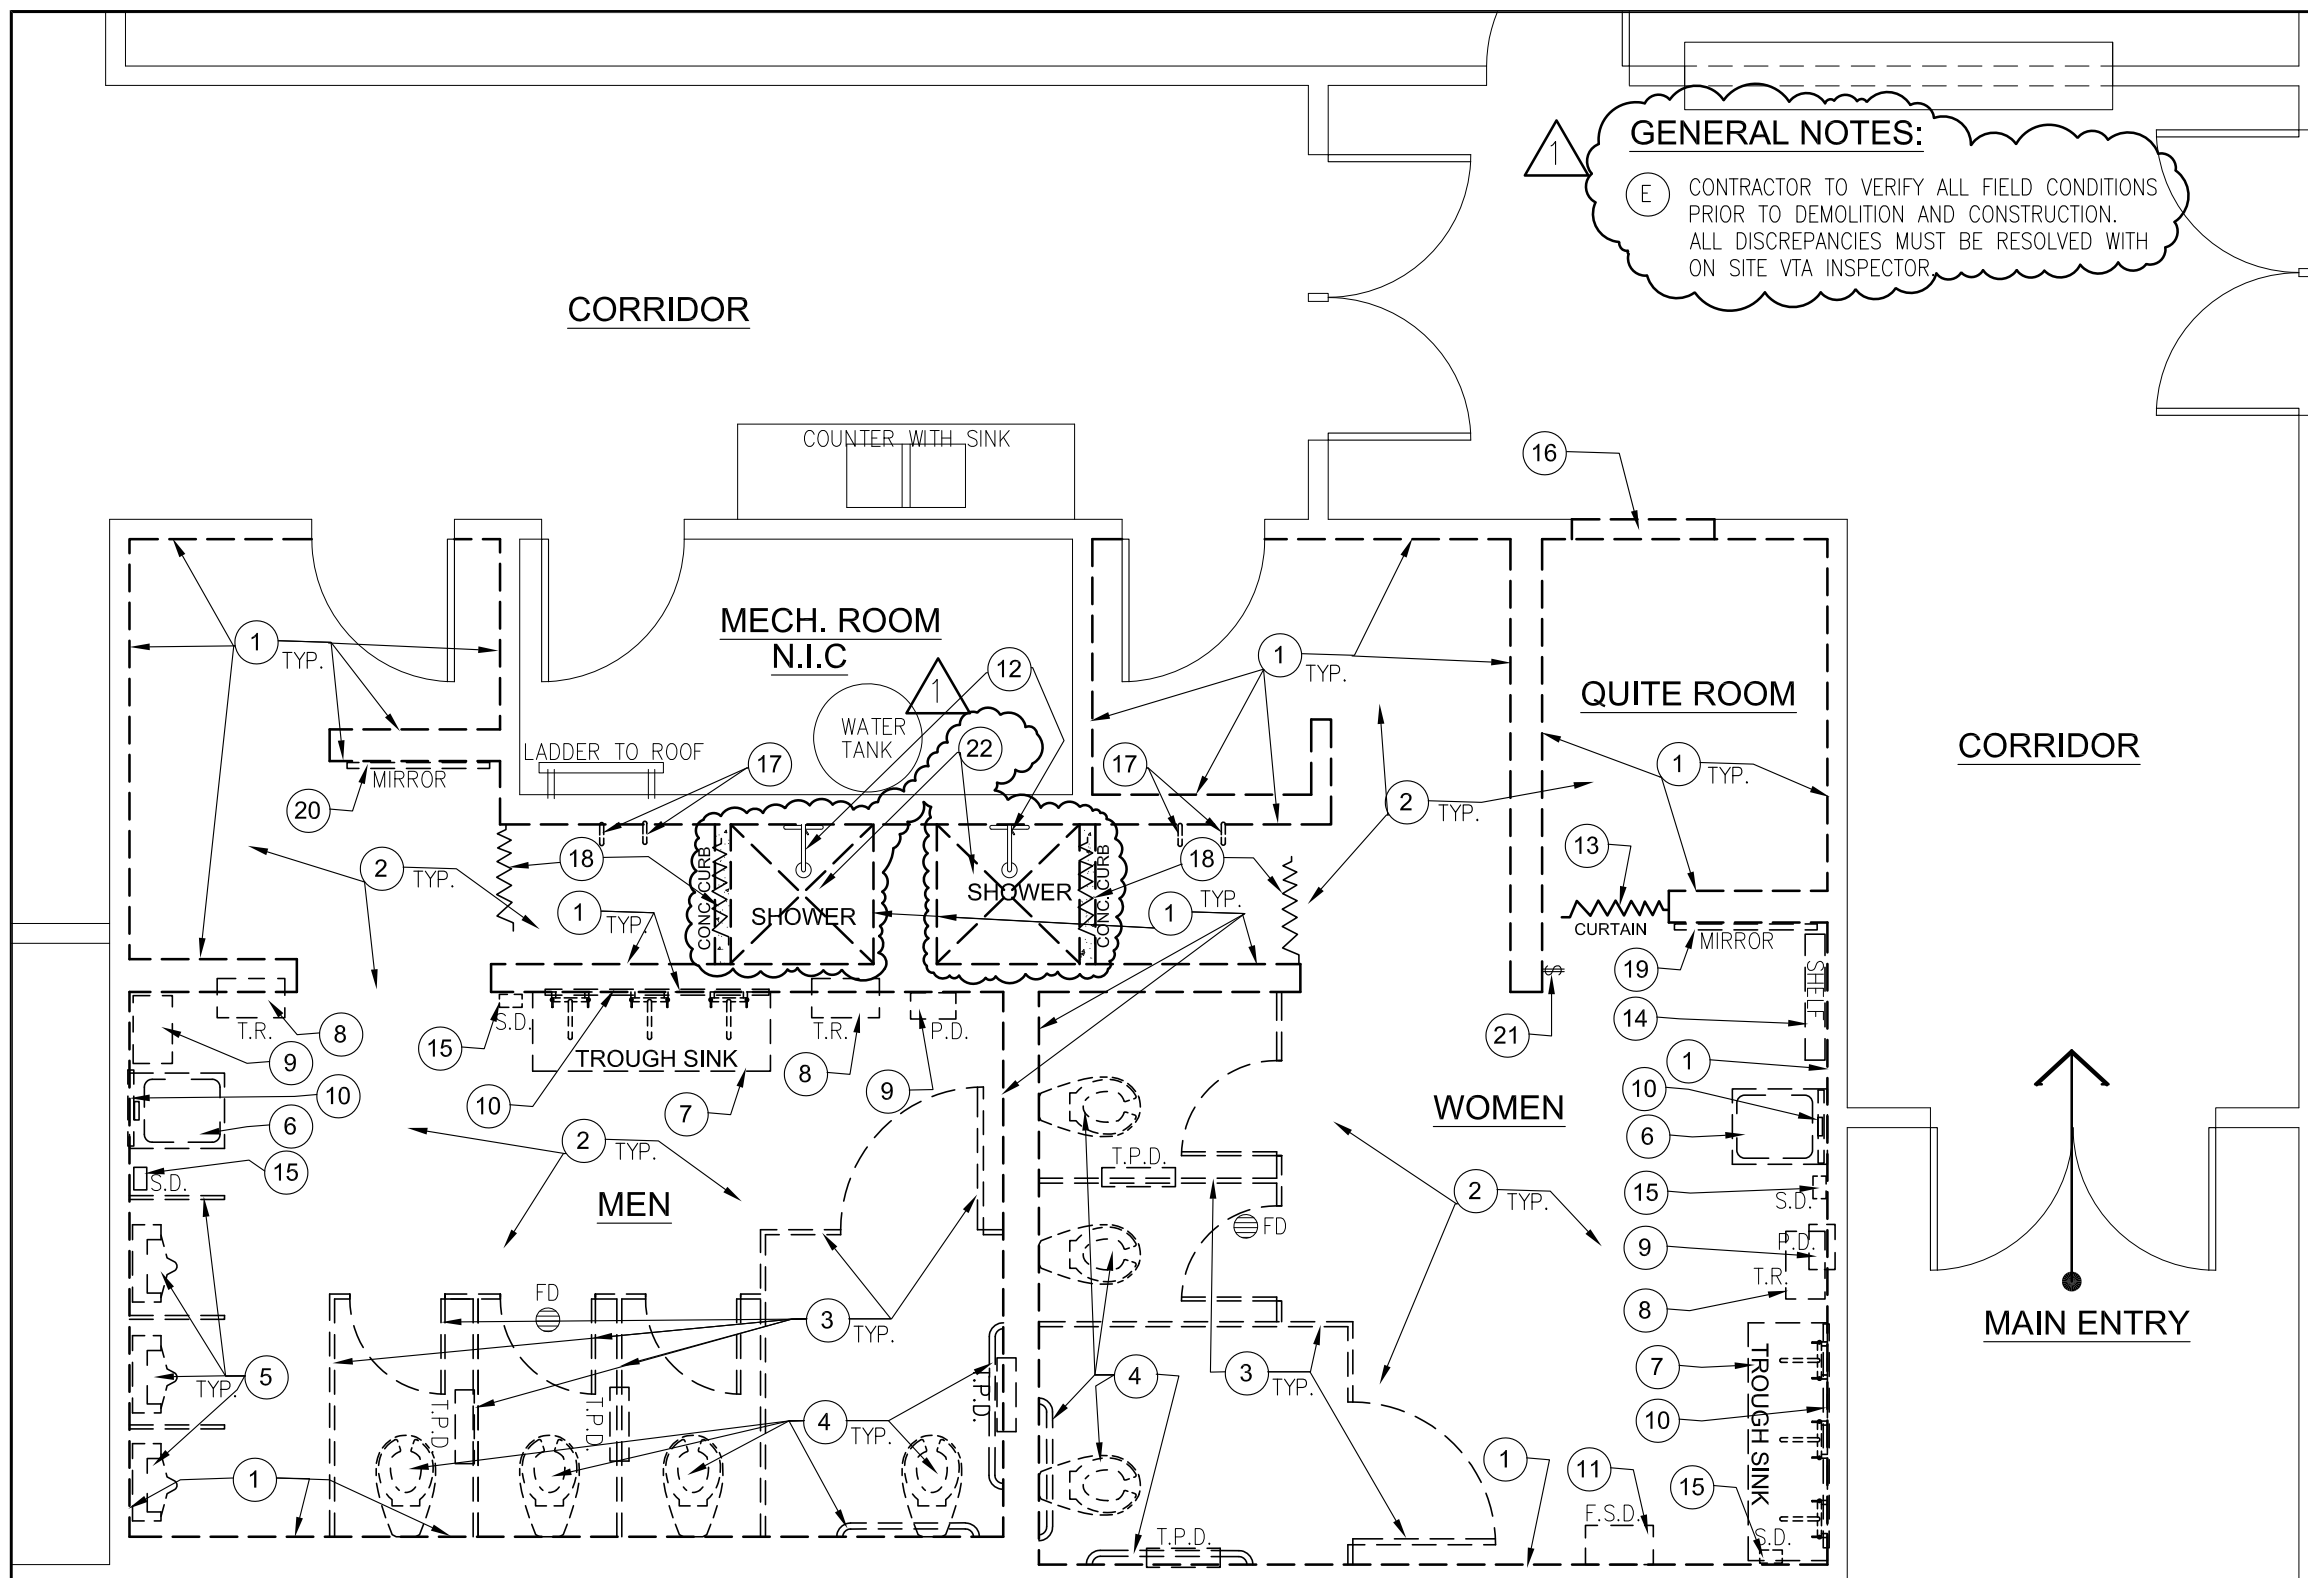 GENERAL NOTES:
1
E CONTRACTOR TO VERIFY ALL FIELD CONDITIONS
PRIOR TO DEMOLITION AND CONSTRUCTION.
ALL DISCREPANCIES MUST BE RESOLVED WITH
ON SITE VTA INSPECTOR.
CORRIDOR
COUNTER WITH SINK
16
MECH. ROOM
N.I.C
1
TYP.
12
1
1
TYP.
QUITE ROOM
WATER
TANK
LADDER TO ROOF
22
17
17
CORRIDOR
1
TYP.
MIRROR
20
2
TYP.
13
18
18
2
TYP.
CONC. CURB
SHOWER
SHOWER
CONC. CURB
1
TYP.
1
TYP.
CURTAIN
MIRROR
19
SHELF
14
21
T.R.
8
9
15
S.D.
TROUGH SINK
T.R.
8
P.D.
9
10
10
7
1
10
6
6
15
S.D.
2
TYP.
MEN
WOMEN
T.P.D.
FD
2
TYP.
15
S.D.
P.D.
9
T.R.
8
MAIN ENTRY
FD
3
TYP.
5
TYP.
T.P.D.
T.P.D.
T.P.D.
4
TYP.
4
3
TYP.
7
TROUGH SINK
10
1
1
11
F.S.D.
15
S.D.
T.P.D.